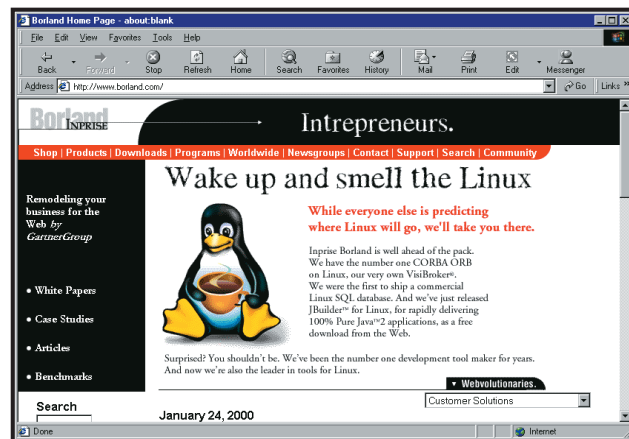 Borland Home Page - about:blank
File Edit View Favorites Tools Help
Back Forward Stop Refresh Home Search Favorites History Mail Print Edit Messenger
Address http://www.borland.com/ Go Links »
Borland
INPRISE
Intrepreneurs.
Shop | Products | Downloads | Programs | Worldwide | Newsgroups | Contact | Support | Search | Community
Wake up and smell the Linux
Remodeling your
business for the
Web by
GartnerGroup
• White Papers
• Case Studies
• Articles
• Benchmarks
Search
While everyone else is predicting
where Linux will go, we'll take you there.
Inprise Borland is well ahead of the pack.
We have the number one CORBA ORB
on Linux, our very own VisiBroker®.
We were the first to ship a commercial
Linux SQL database. And we've just released
JBuilder™ for Linux, for rapidly delivering
100% Pure Java™2 applications, as a free
download from the Web.
Surprised? You shouldn't be. We've been the number one development tool maker for years.
And now we're also the leader in tools for Linux.
▾ Webvolutionaries.
Customer Solutions
January 24, 2000
Done Internet